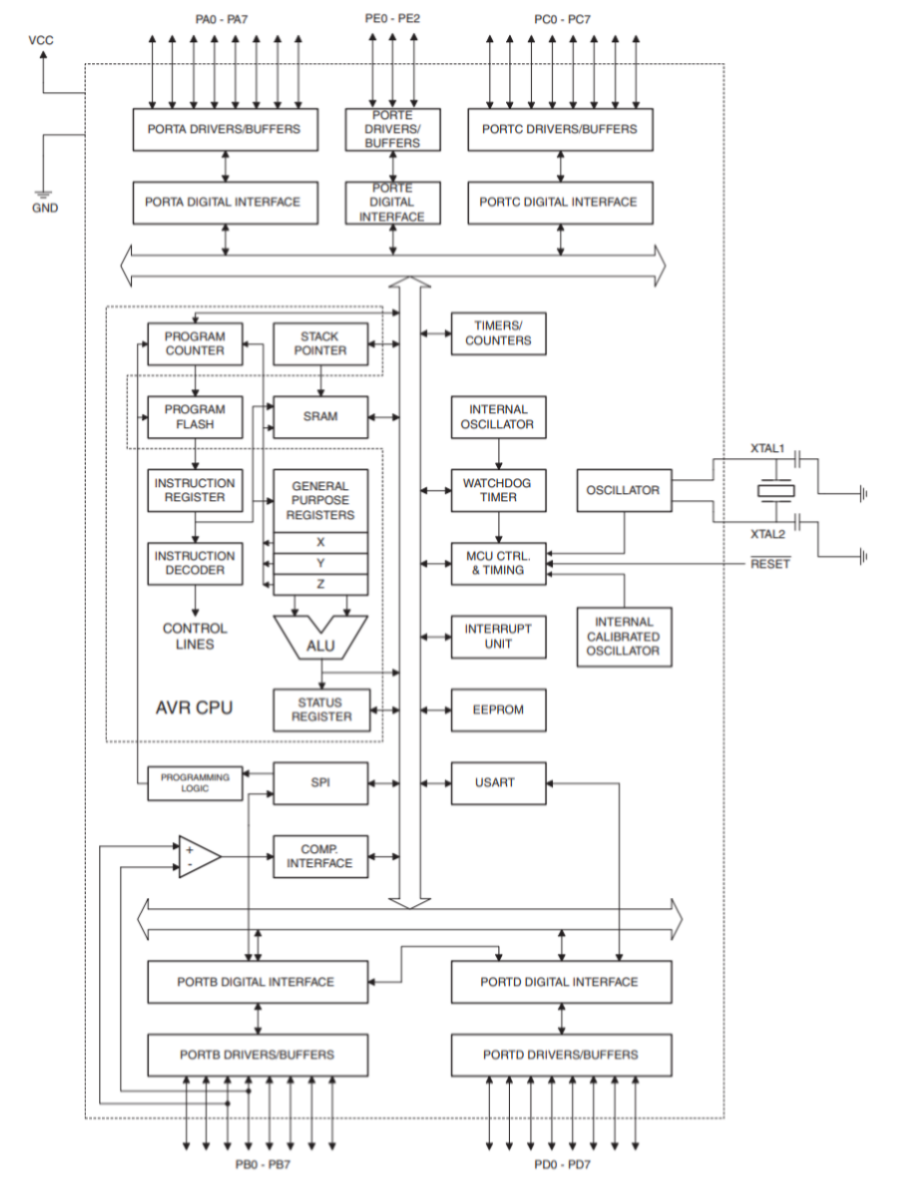 PA0 - PA7
PE0 - PE2
PC0 - PC7
VCC
GND
PORTA DRIVERS/BUFFERS
PORTE
DRIVERS/
BUFFERS
PORTC DRIVERS/BUFFERS
PORTA DIGITAL INTERFACE
PORTE
DIGITAL
INTERFACE
PORTC DIGITAL INTERFACE
PROGRAM
COUNTER
STACK
POINTER
TIMERS/
COUNTERS
PROGRAM
FLASH
SRAM
INTERNAL
OSCILLATOR
INSTRUCTION
REGISTER
GENERAL
PURPOSE
REGISTERS
X
Y
Z
WATCHDOG
TIMER
OSCILLATOR
XTAL1
XTAL2
RESET
INSTRUCTION
DECODER
MCU CTRL.
& TIMING
CONTROL
LINES
ALU
INTERRUPT
UNIT
INTERNAL
CALIBRATED
OSCILLATOR
AVR CPU
STATUS
REGISTER
EEPROM
PROGRAMMING
LOGIC
SPI
USART
+
-
COMP.
INTERFACE
PORTB DIGITAL INTERFACE
PORTD DIGITAL INTERFACE
PORTB DRIVERS/BUFFERS
PORTD DRIVERS/BUFFERS
PB0 - PB7
PD0 - PD7